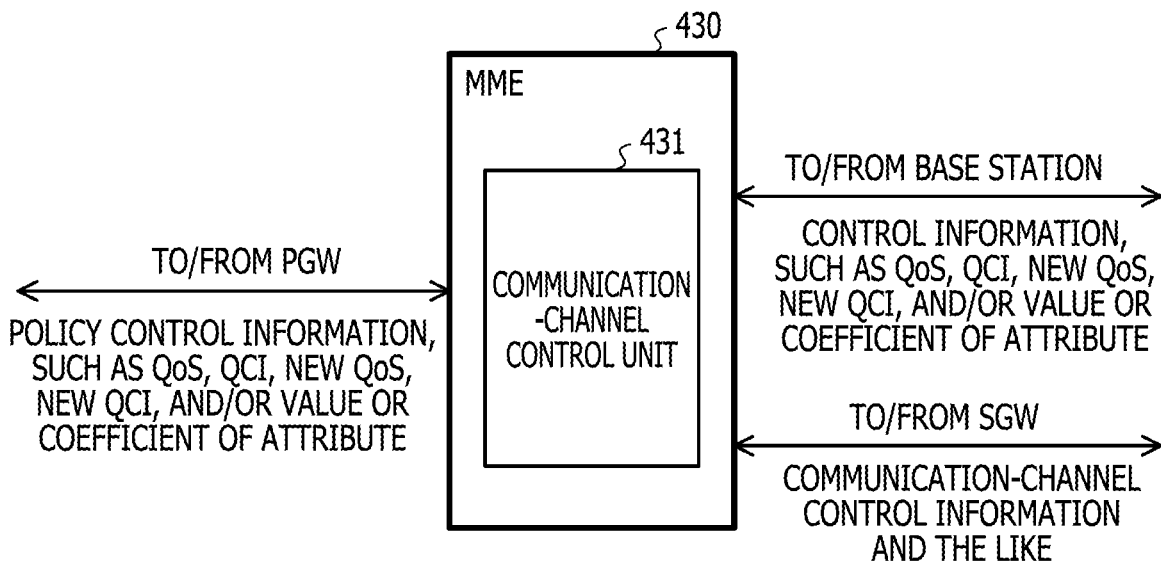 430
MME
431
COMMUNICATION
-CHANNEL
CONTROL UNIT
TO/FROM PGW
POLICY CONTROL INFORMATION,
SUCH AS QoS, QCI, NEW QoS,
NEW QCI, AND/OR VALUE OR
COEFFICIENT OF ATTRIBUTE
TO/FROM BASE STATION
CONTROL INFORMATION,
SUCH AS QoS, QCI, NEW QoS,
NEW QCI, AND/OR VALUE OR
COEFFICIENT OF ATTRIBUTE
TO/FROM SGW
COMMUNICATION-CHANNEL
CONTROL INFORMATION
AND THE LIKE